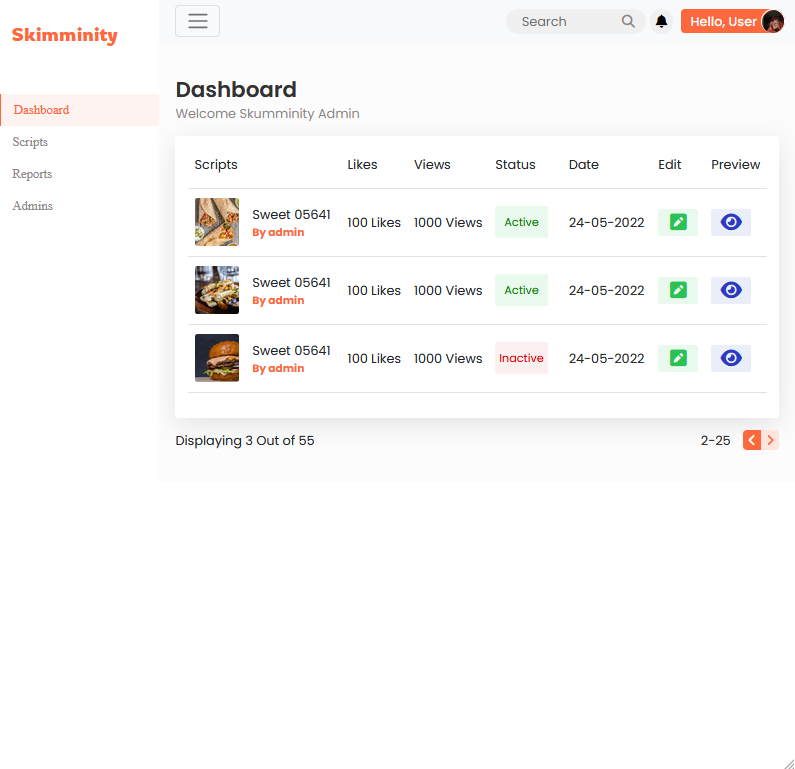 Skimminity
Search
Hello, User
Dashboard
Scripts
Reports
Admins
Dashboard
Welcome Skumminity Admin
Scripts Likes Views Status Date Edit Preview
Sweet 05641
By admin
100 Likes 1000 Views Active 24-05-2022
Sweet 05641
By admin
100 Likes 1000 Views Active 24-05-2022
Sweet 05641
By admin
100 Likes 1000 Views Inactive 24-05-2022
Displaying 3 Out of 55
2-25